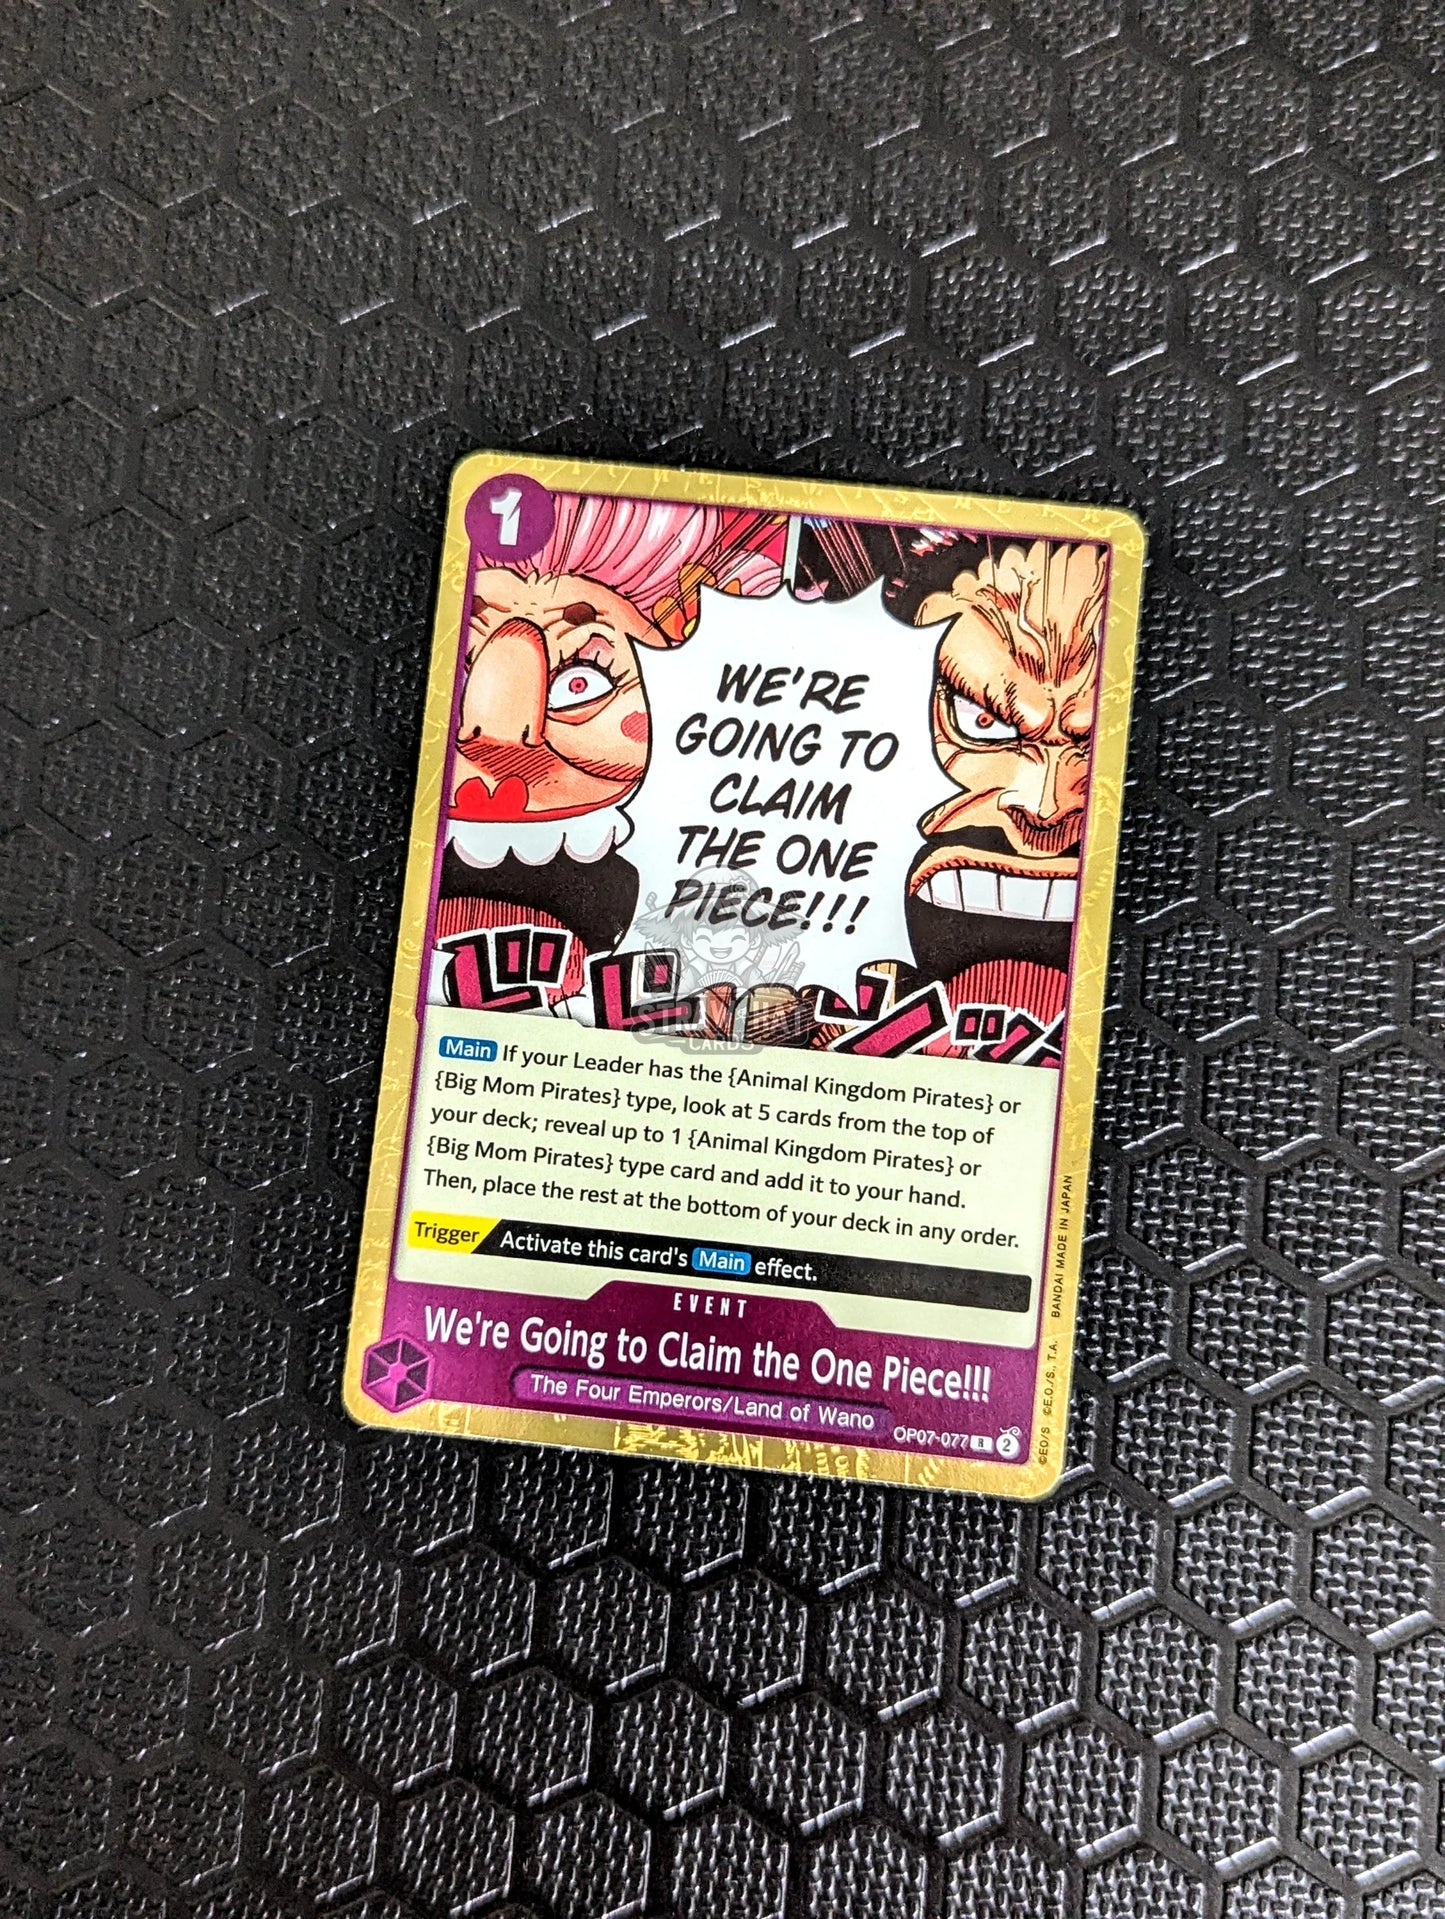 1
WE'RE
GOING TO
CLAIM
THE ONE
PIECE!!!
CARDS
Main If your Leader has the {Animal Kingdom Pirates} or
{Big Mom Pirates} type, look at 5 cards from the top of
your deck; reveal up to 1 {Animal Kingdom Pirates} or
{Big Mom Pirates} type card and add it to your hand.
Then, place the rest at the bottom of your deck in any order.
Trigger Activate this card's Main effect.
EVENT
We're Going to Claim the One Piece!!!
The Four Emperors/Land of Wano
OP07-077 R 2
©EO/S ©E.O./S., T.A. BANDAI MADE IN JAPAN